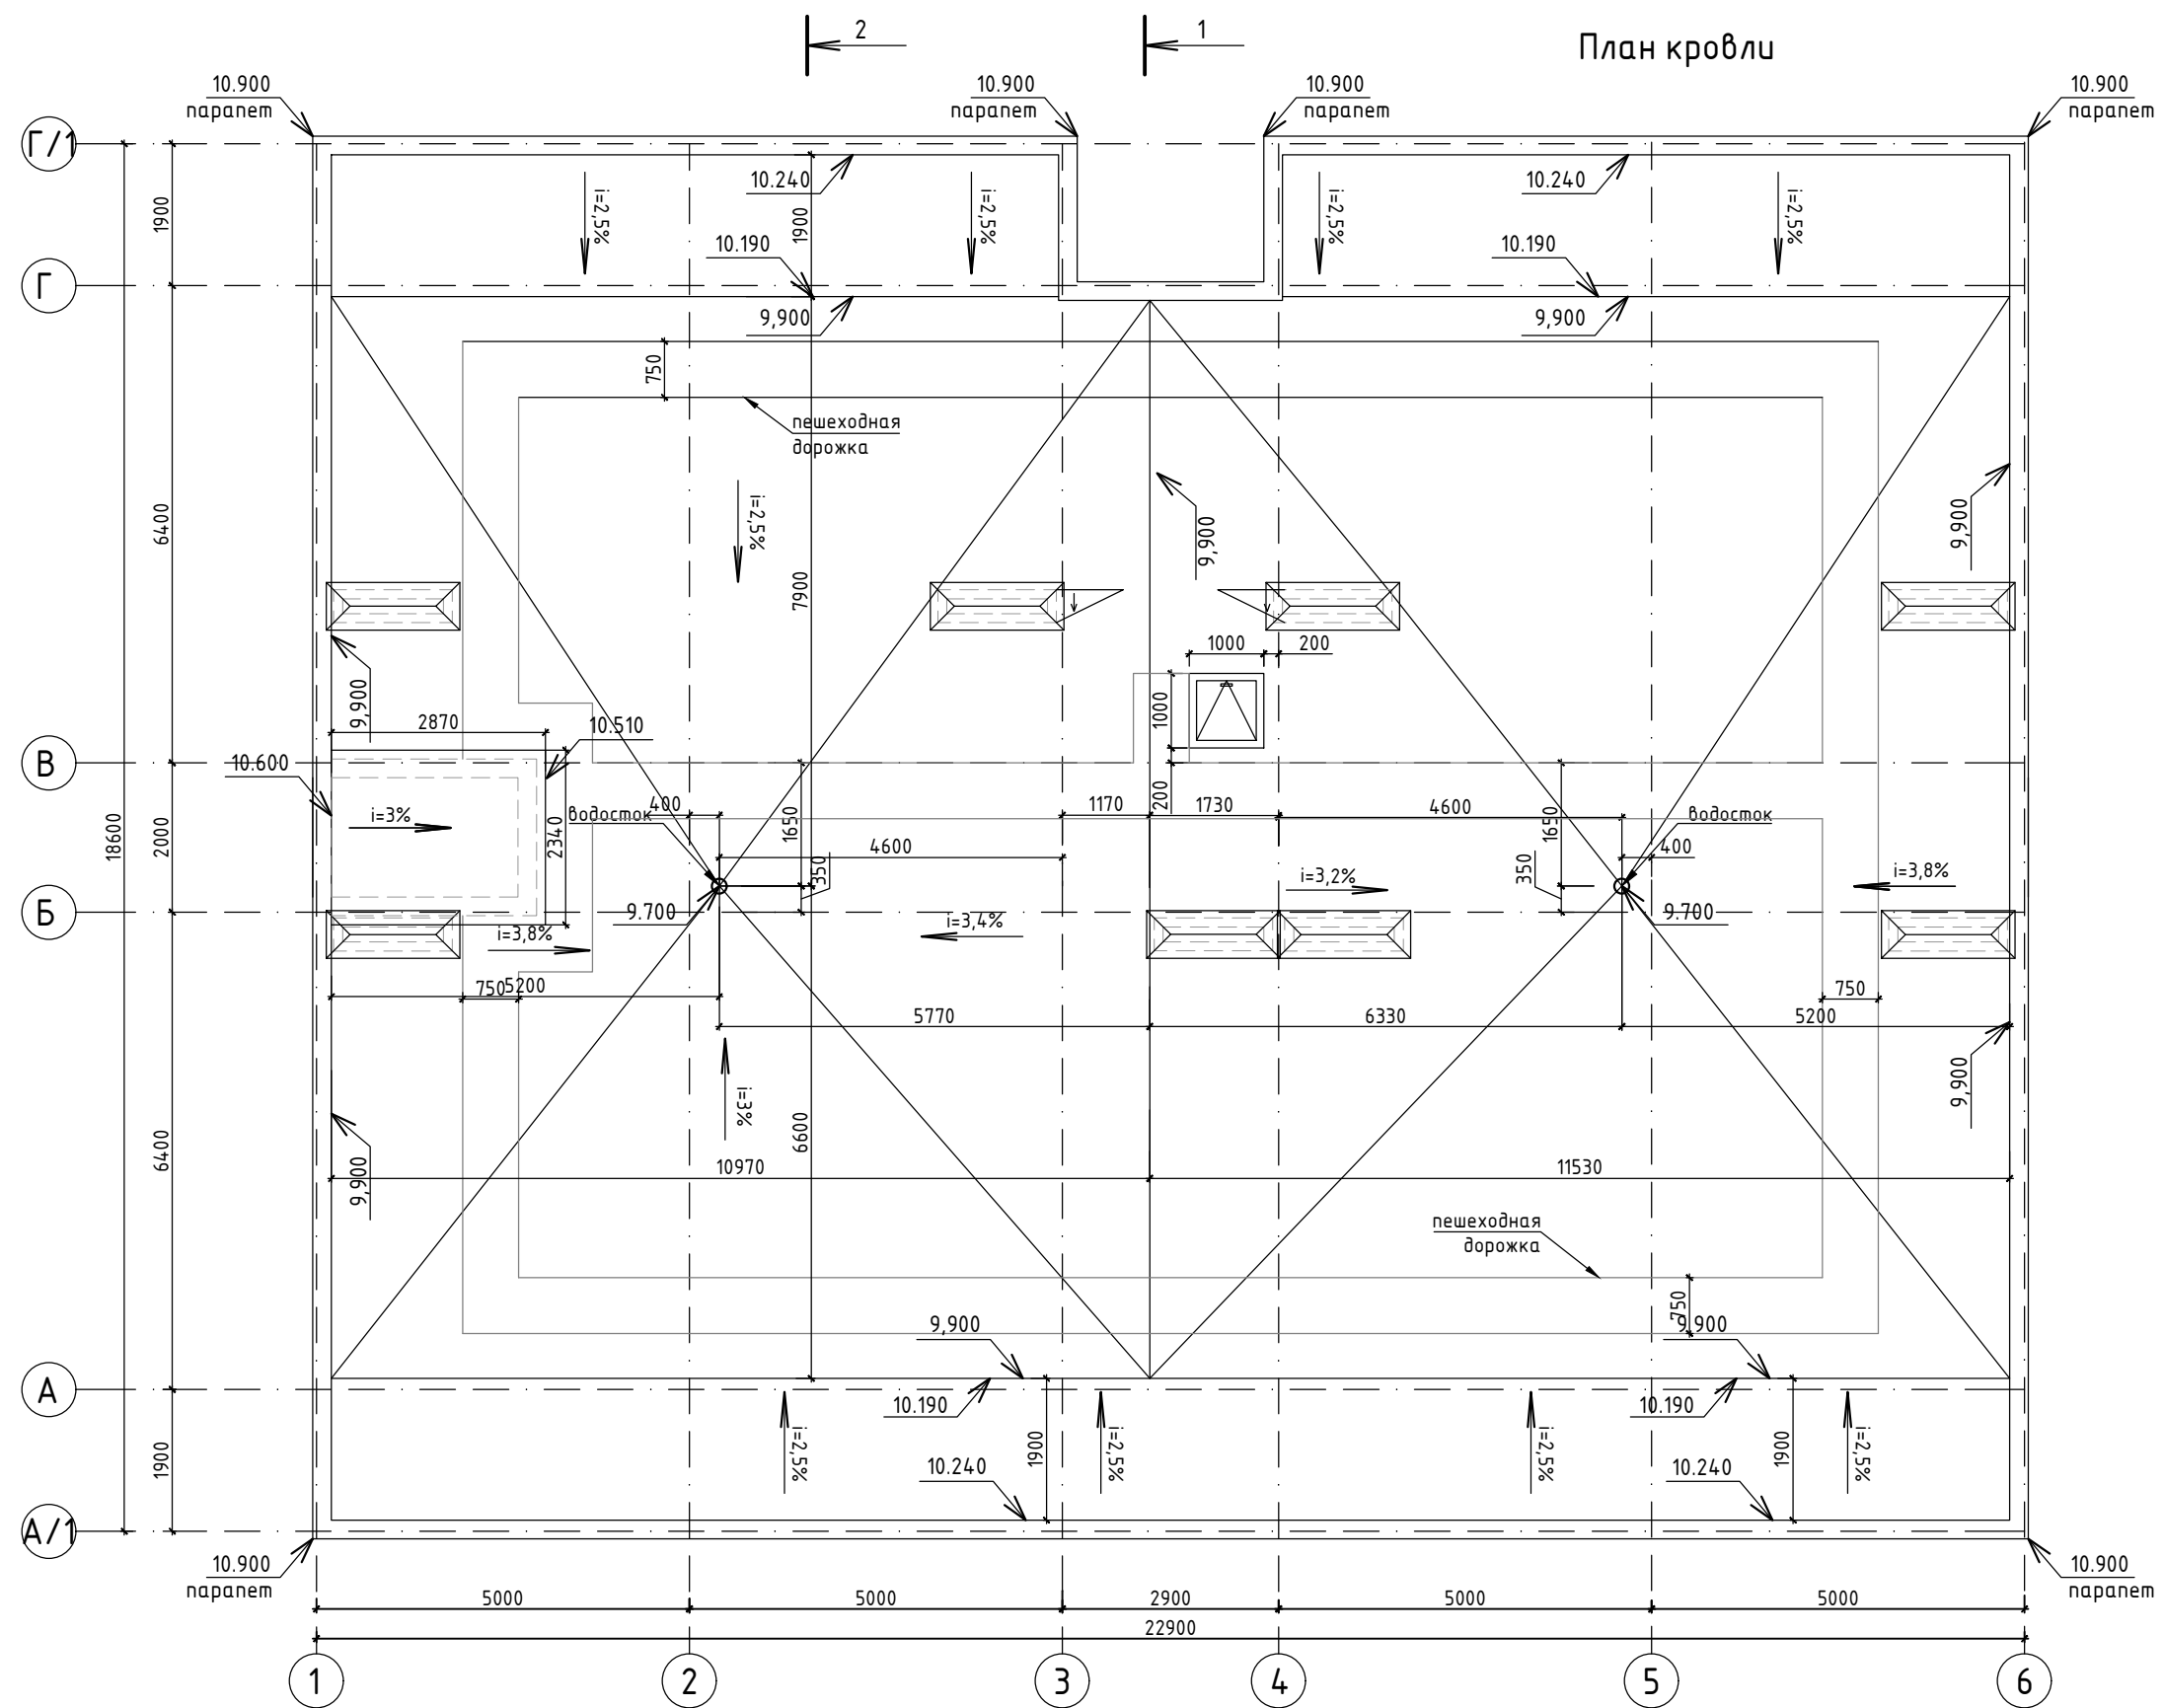 2
1
План кровли
10.900
парапет
10.900
парапет
10.900
парапет
10.900
парапет
Г/1
10.240
10.240
i=2,5%
i=2,5%
i=2,5%
i=2,5%
1900
1900
10.190
10.190
Г
9,900
9,900
750
пешеходная
дорожка
6400
i=2,5%
7900
9,900
9,900
1000
200
9,900
1000
2870
10.510
10.600
В
400
водосток
1650
1170
200
1730
4600
1650
водосток
400
i=3%
18600
2000
2340
4600
350
350
i=3,2%
i=3,8%
Б
9.700
9.700
i=3,8%
i=3,4%
750
5200
750
5770
6330
5200
9,900
i=3%
6400
6600
9,900
10970
11530
пешеходная
дорожка
750
9,900
9,900
А
10.190
10.190
1900
i=2,5%
i=2,5%
1900
i=2,5%
i=2,5%
1900
10.240
10.240
А/1
10.900
парапет
10.900
парапет
5000
5000
2900
5000
5000
22900
1
2
3
4
5
6